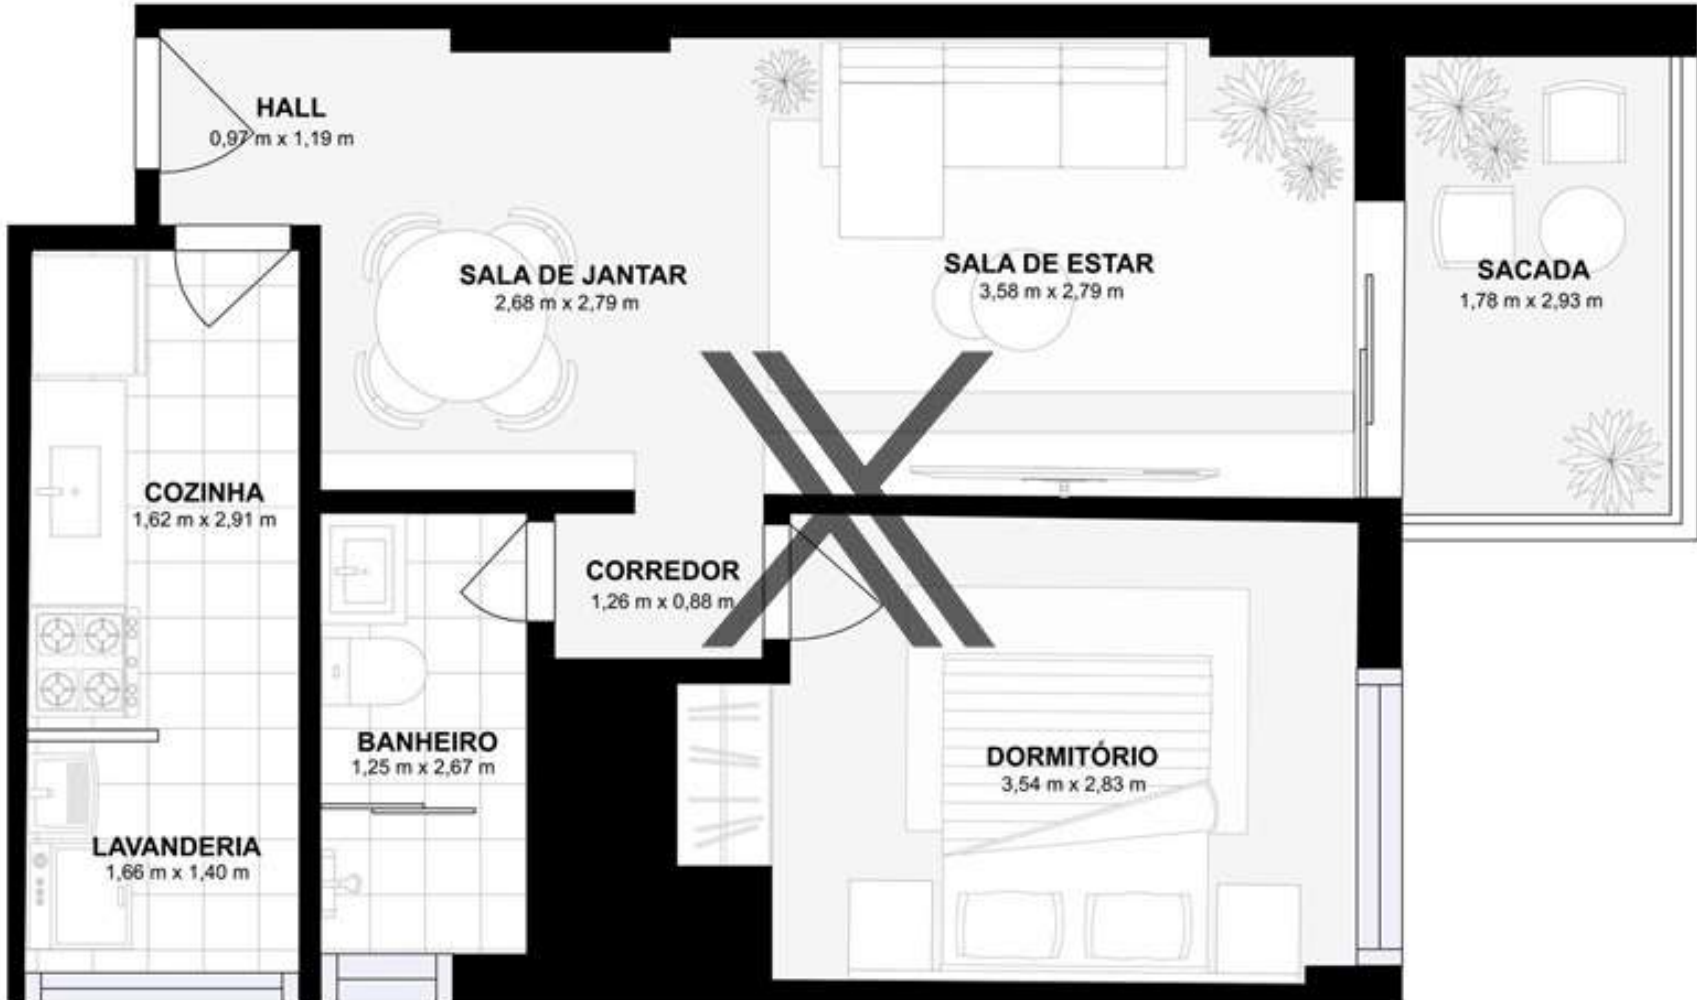 HALL
0,97 m x 1,19 m
SALA DE JANTAR
2,68 m x 2,79 m
SALA DE ESTAR
3,58 m x 2,79 m
SACADA
1,78 m x 2,93 m
COZINHA
1,62 m x 2,91 m
CORREDOR
1,26 m x 0,88 m
BANHEIRO
1,25 m x 2,67 m
DORMITÓRIO
3,54 m x 2,83 m
LAVANDERIA
1,66 m x 1,40 m